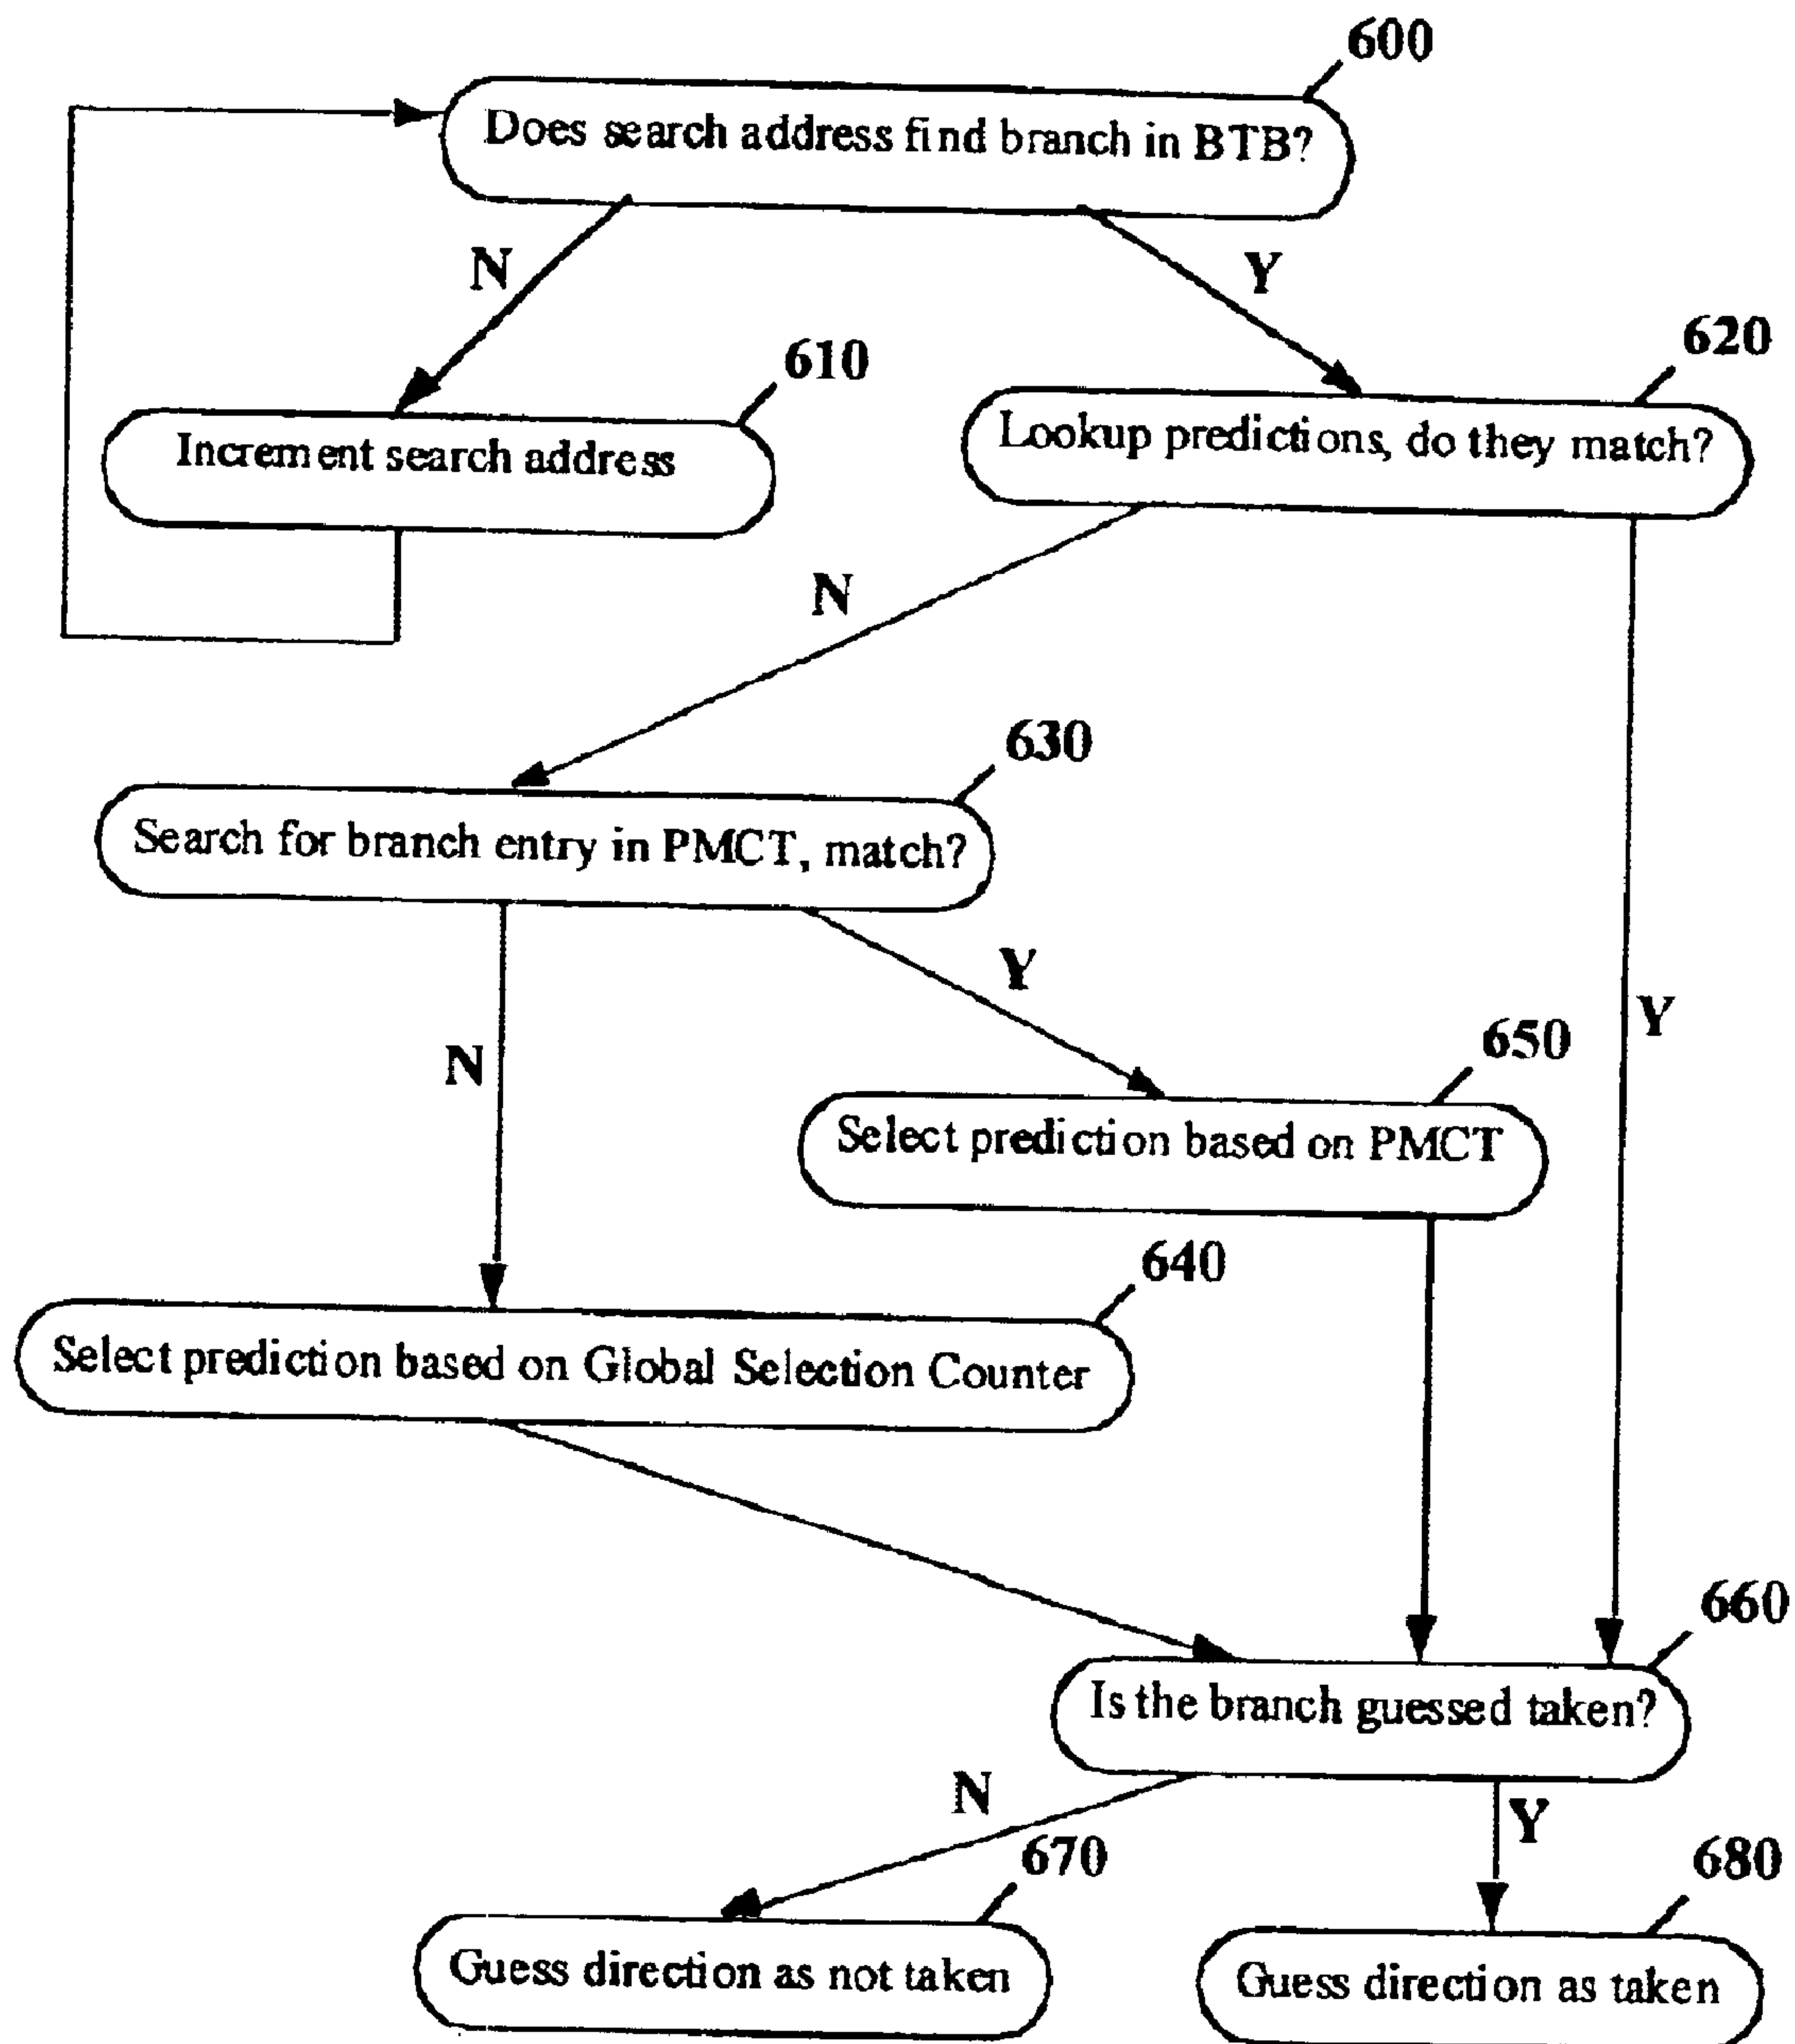 600
Does search address find branch in BTB?
N
Y
610
620
Increment search address
Lookup predictions, do they match?
N
630
Search for branch entry in PMCT, match?
Y
N
Y
650
Select prediction based on PMCT
640
Select prediction based on Global Selection Counter
660
Is the branch guessed taken?
N
Y
670
680
Guess direction as not taken
Guess direction as taken